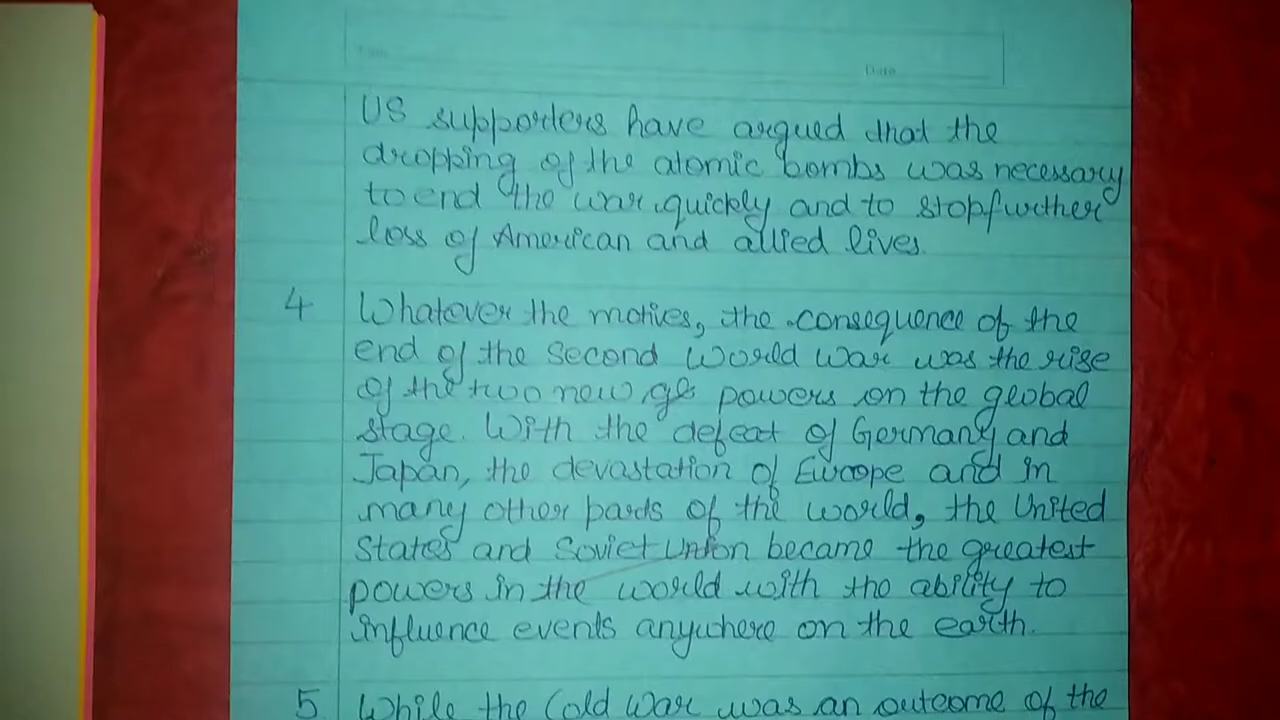 Date
US supporters have argued that the
dropping of the atomic bombs was necessary
to end the war quickly and to stop further
loss of American and allied lives.
4 Whatever the motives, the consequence of the
end of the second world war was the rise
of the two new powers on the global
stage. With the defeat of Germany and
Japan, the devastation of Europe and in
many other parts of the world, the United
States and Soviet Union became the greatest
powers in the world with the ability to
influence events anywhere on the earth.
5 While the Cold War was an outcome of the